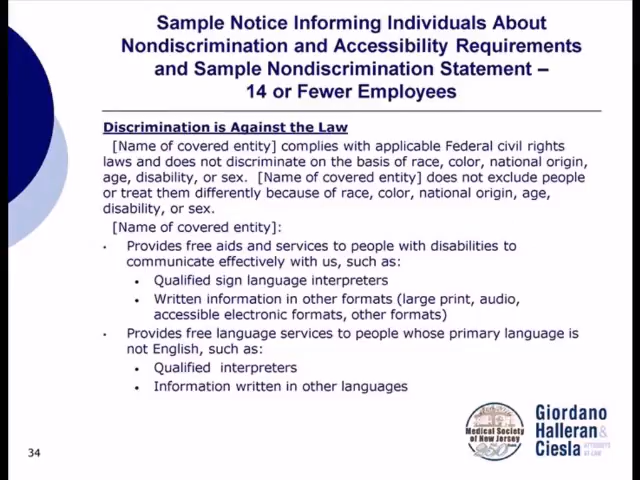 Sample Notice Informing Individuals About
Nondiscrimination and Accessibility Requirements
and Sample Nondiscrimination Statement –
14 or Fewer Employees
Discrimination is Against the Law
[Name of covered entity] complies with applicable Federal civil rights
laws and does not discriminate on the basis of race, color, national origin,
age, disability, or sex. [Name of covered entity] does not exclude people
or treat them differently because of race, color, national origin, age,
disability, or sex.
[Name of covered entity]:
• Provides free aids and services to people with disabilities to
communicate effectively with us, such as:
• Qualified sign language interpreters
• Written information in other formats (large print, audio,
accessible electronic formats, other formats)
• Provides free language services to people whose primary language is
not English, such as:
• Qualified interpreters
• Information written in other languages
Medical Society
of New Jersey
250
Giordano
Halleran &
Ciesla
ATTORNEYS
AT LAW
34